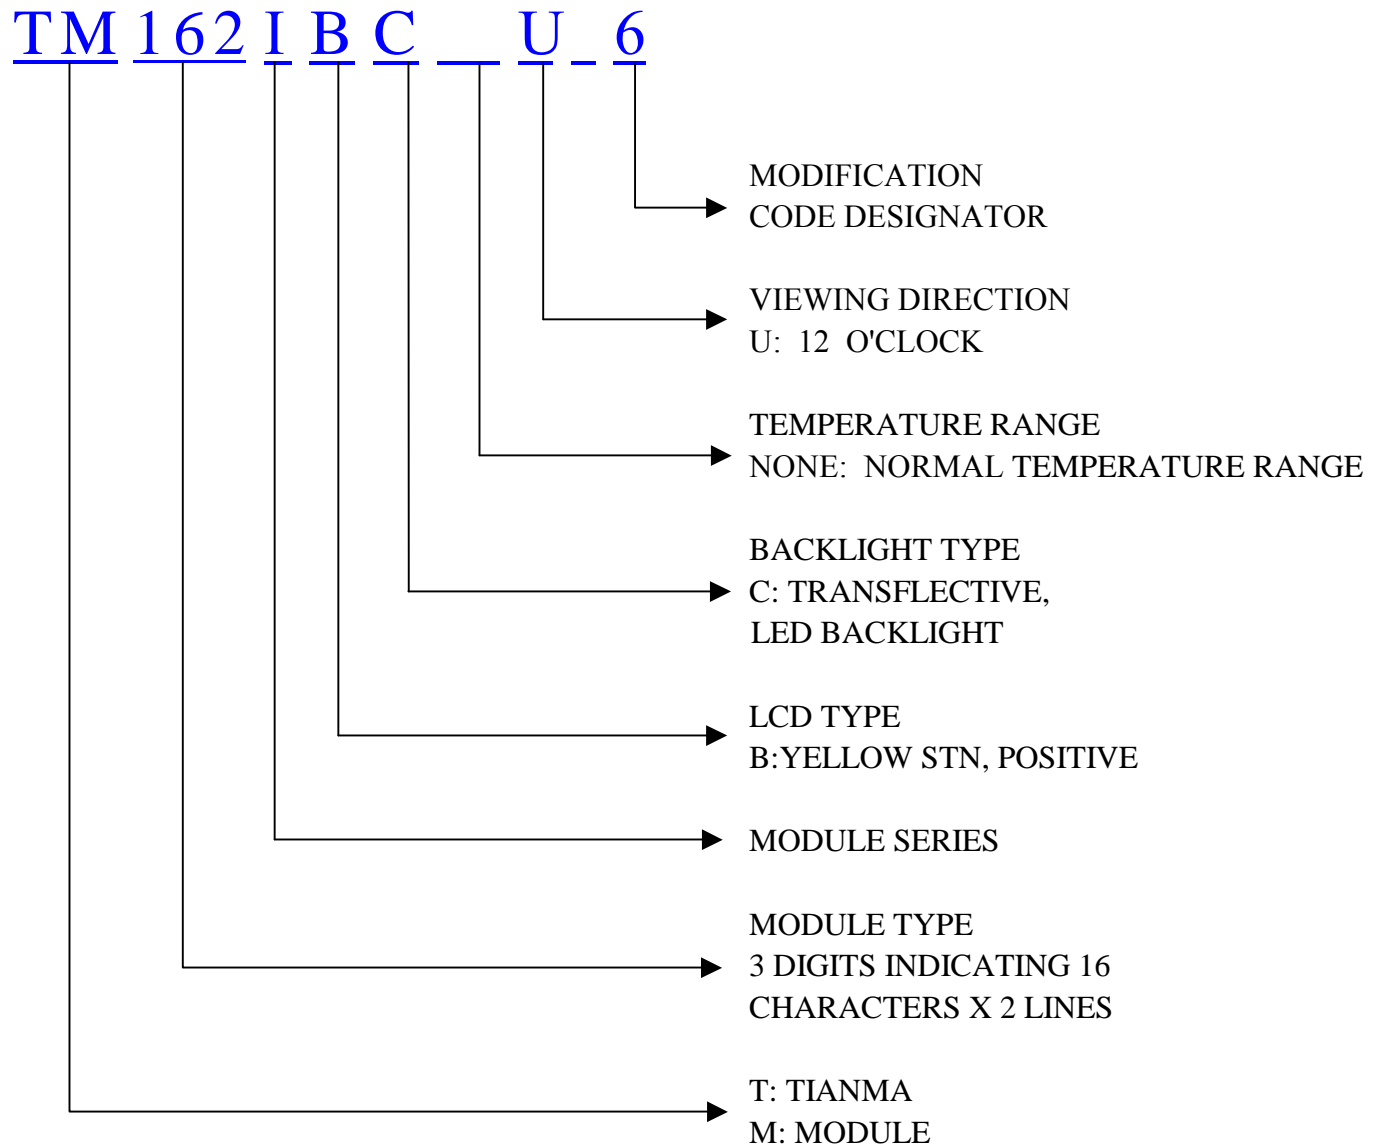 TM 162 I B C U 6
MODIFICATION
CODE DESIGNATOR
VIEWING DIRECTION
U: 12 O'CLOCK
TEMPERATURE RANGE
NONE: NORMAL TEMPERATURE RANGE
BACKLIGHT TYPE
C: TRANSFLECTIVE,
LED BACKLIGHT
LCD TYPE
B:YELLOW STN, POSITIVE
MODULE SERIES
MODULE TYPE
3 DIGITS INDICATING 16
CHARACTERS X 2 LINES
T: TIANMA
M: MODULE